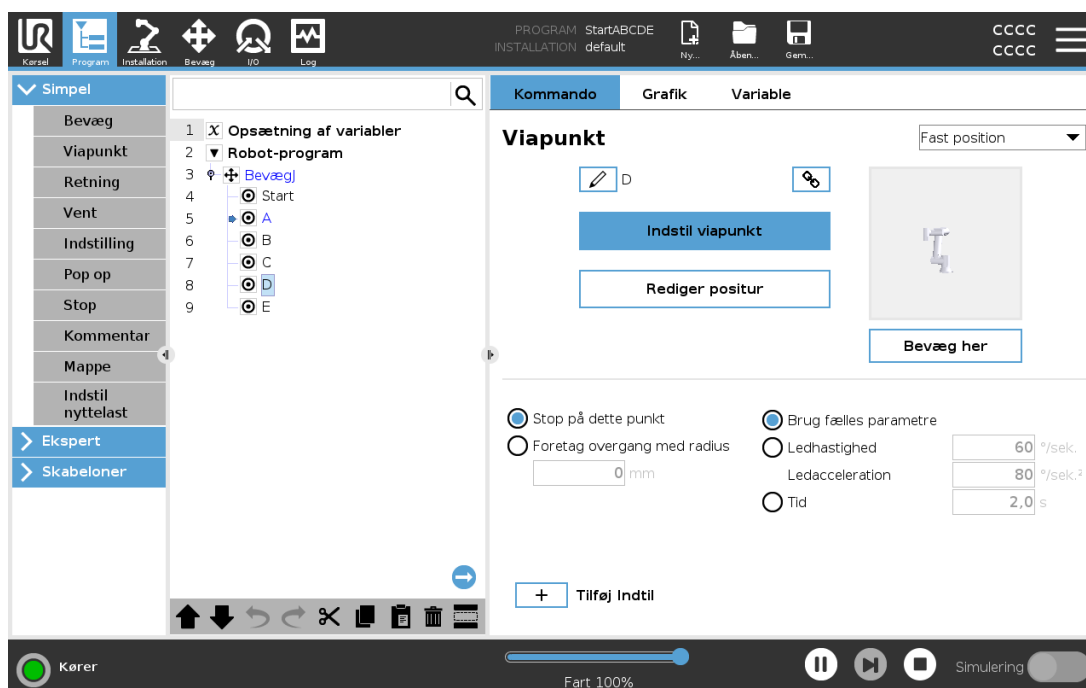 UR
PROGRAM StartABCDE
INSTALLATION default
CCCC
CCCC
Kørsel Program Installation Bevæg I/O Log Ny... Åben... Gem...
Simpel
Bevæg
Viapunkt
Retning
Vent
Indstilling
Pop op
Stop
Kommentar
Mappe
Indstil
nyttelast
Ekspert
Skabeloner
1 X Opsætning af variabler
2 Robot-program
3 BevægJ
4 Start
5 A
6 B
7 C
8 D
9 E
Kommando Grafik Variable
Viapunkt
Fast position
D
Indstil viapunkt
Rediger positur
Bevæg her
Stop på dette punkt
Foretag overgang med radius
0 mm
Brug fælles parametre
Ledhastighed 60 °/sek.
Ledacceleration 80 °/sek.²
Tid 2,0 s
+ Tilføj Indtil
Kører
Fart 100%
Simulering